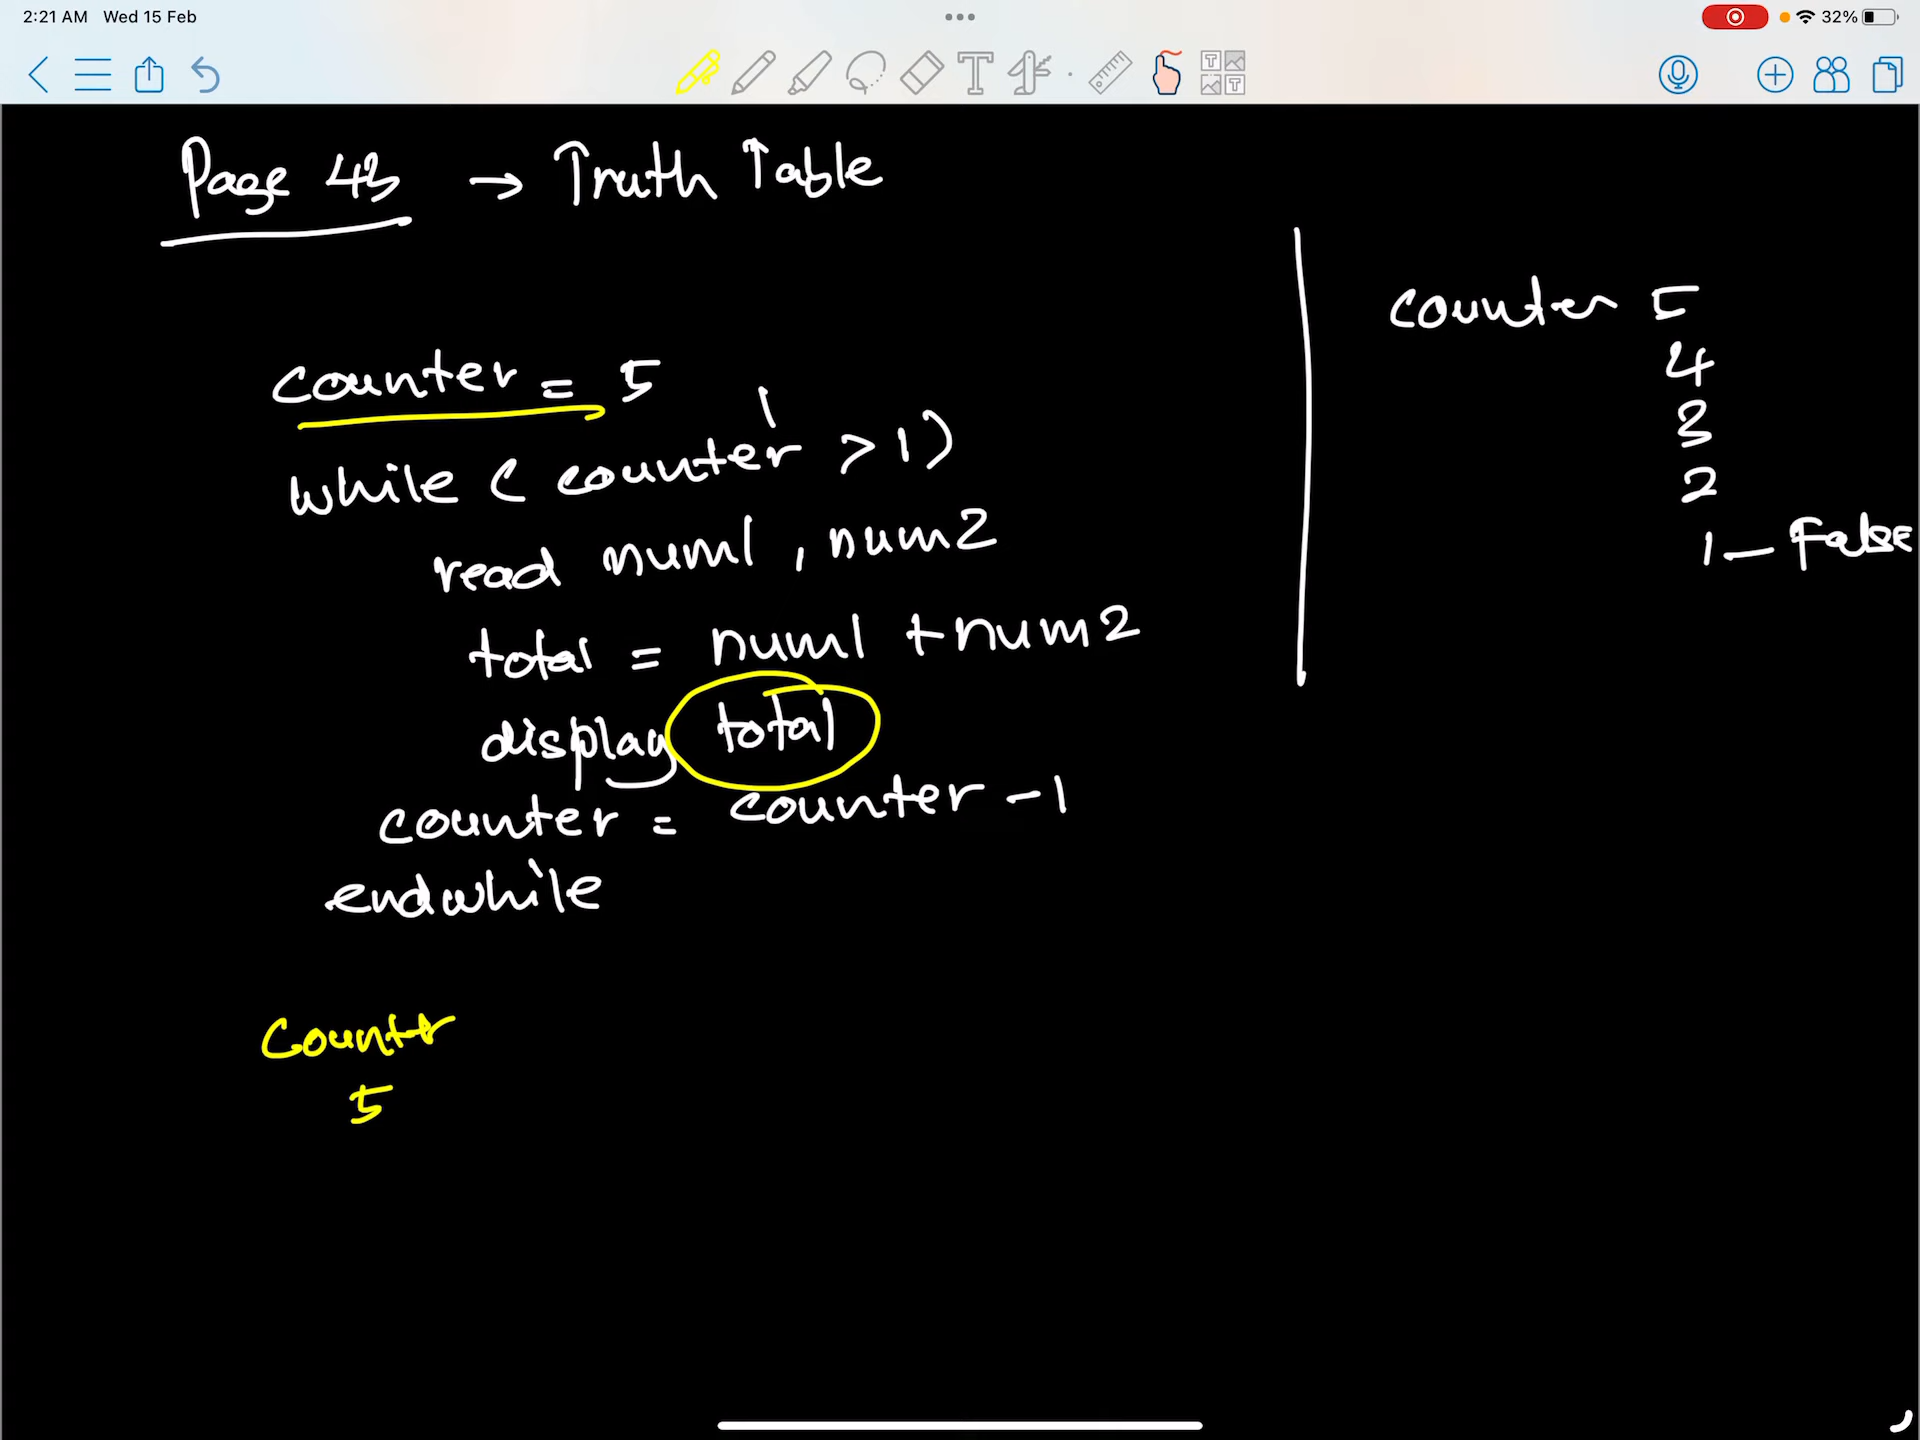 2:21 AM Wed 15 Feb
32%
Page 43 → Truth Table
counter = 5
while ( counter > 1)
read num1 , num2
total = num1 + num2
display total
counter = counter - 1
endwhile
Counter
5
counter 5
4
3
2
1 - False